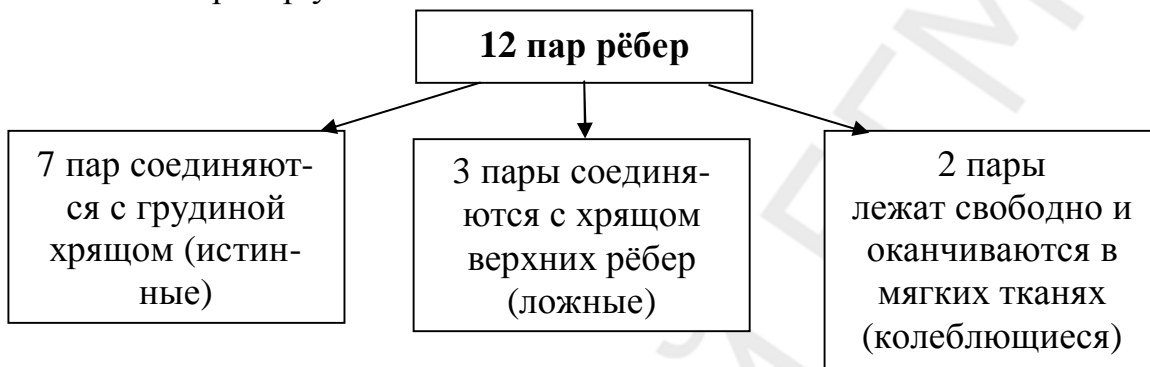 12 пар рёбер
7 пар соединяют-
ся с грудиной
хрящом (истин-
ные)
3 пары соединя-
ются с хрящом
верхних рёбер
(ложные)
2 пары
лежат свободно и
оканчиваются в
мягких тканях
(колеблющиеся)